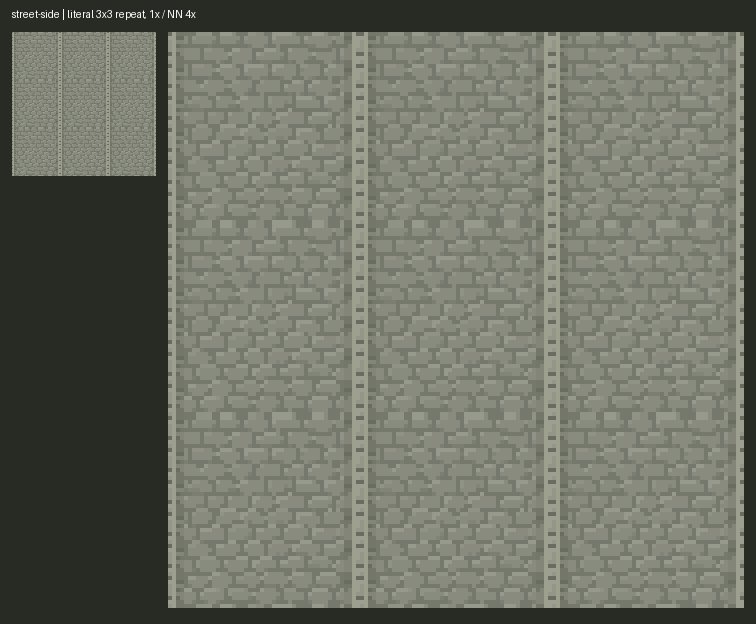 street-side | literal 3x3 repeat, 1x / NN 4x